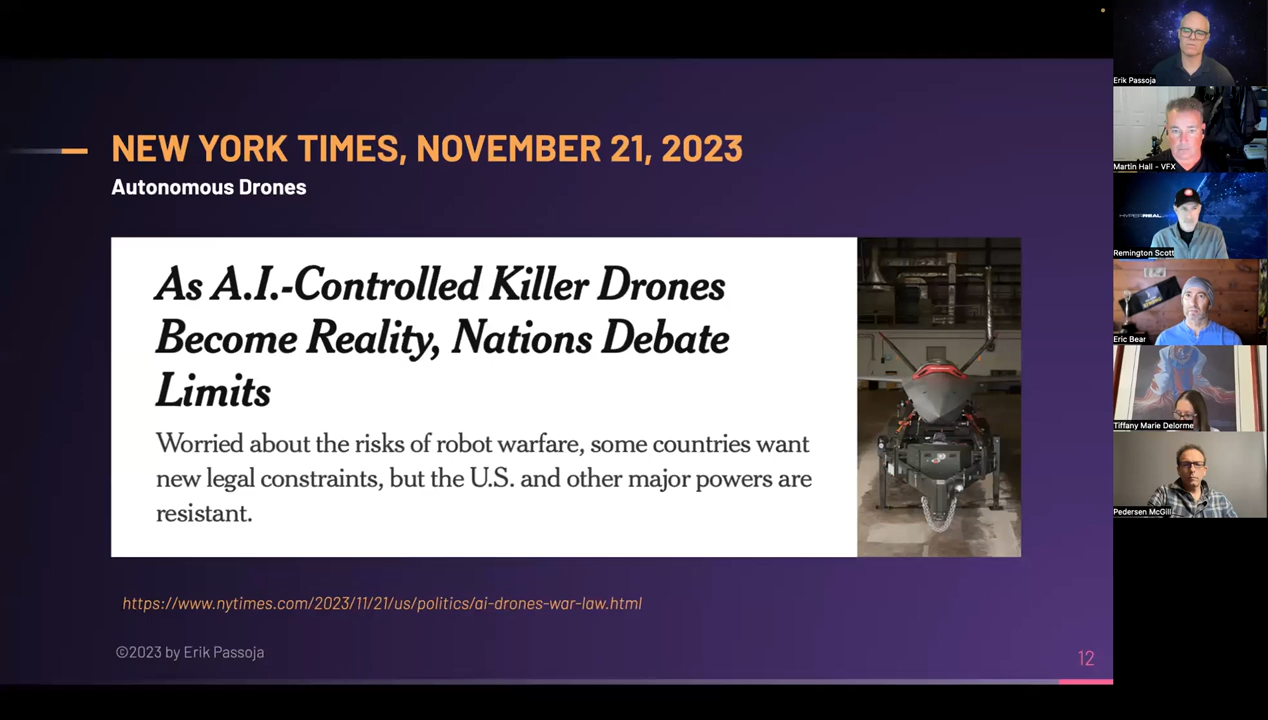 NEW YORK TIMES, NOVEMBER 21, 2023
Autonomous Drones
As A.I.-Controlled Killer Drones
Become Reality, Nations Debate
Limits
Worried about the risks of robot warfare, some countries want
new legal constraints, but the U.S. and other major powers are
resistant.
https://www.nytimes.com/2023/11/21/us/politics/ai-drones-war-law.html
©2023 by Erik Passoja
12
Erik Passoja
Martin Hall - VFX
HYPERREAL
Remington Scott
Eric Bear
Tiffany Marie Delorme
Pedersen McGill